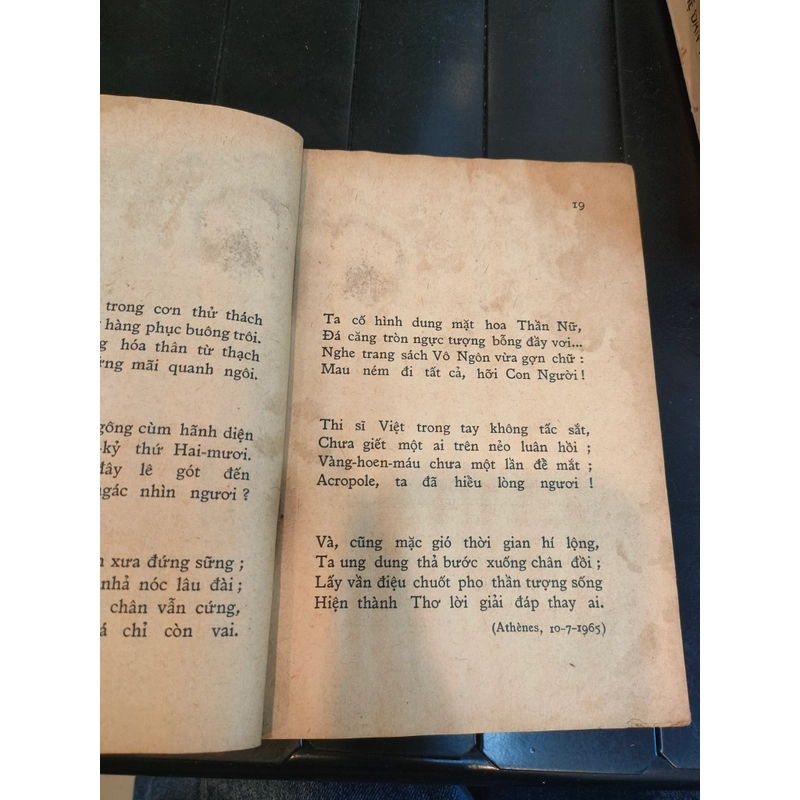 trong cơn thử thách
hàng phục buông trôi.
hóa thân từ thạch
mãi quanh ngôi.
gông cùm hãnh diện
kỷ thứ Hai-mươi.
lê gót đến
ngác nhìn ngươi ?
xưa đứng sững ;
nhả nóc lâu đài ;
chân vẫn cứng,
chỉ còn vai.
19
Ta cố hình dung mặt hoa Thần Nữ,
Đá căng tròn ngực tượng bỗng đầy vơi...
Nghe trang sách Vô Ngôn vừa gợn chữ :
Mau ném đi tất cả, hỡi Con Người !
Thi sĩ Việt trong tay không tấc sắt,
Chưa giết một ai trên nẻo luân hồi ;
Vàng-hoen-máu chưa một lần để mắt ;
Acropole, ta đã hiểu lòng ngươi !
Và, cũng mặc gió thời gian hí lộng,
Ta ung dung thả bước xuống chân đồi ;
Lấy vần điệu chuốt pho thần tượng sống
Hiện thành Thơ lời giải đáp thay ai.
(Athènes, 10-7-1965)